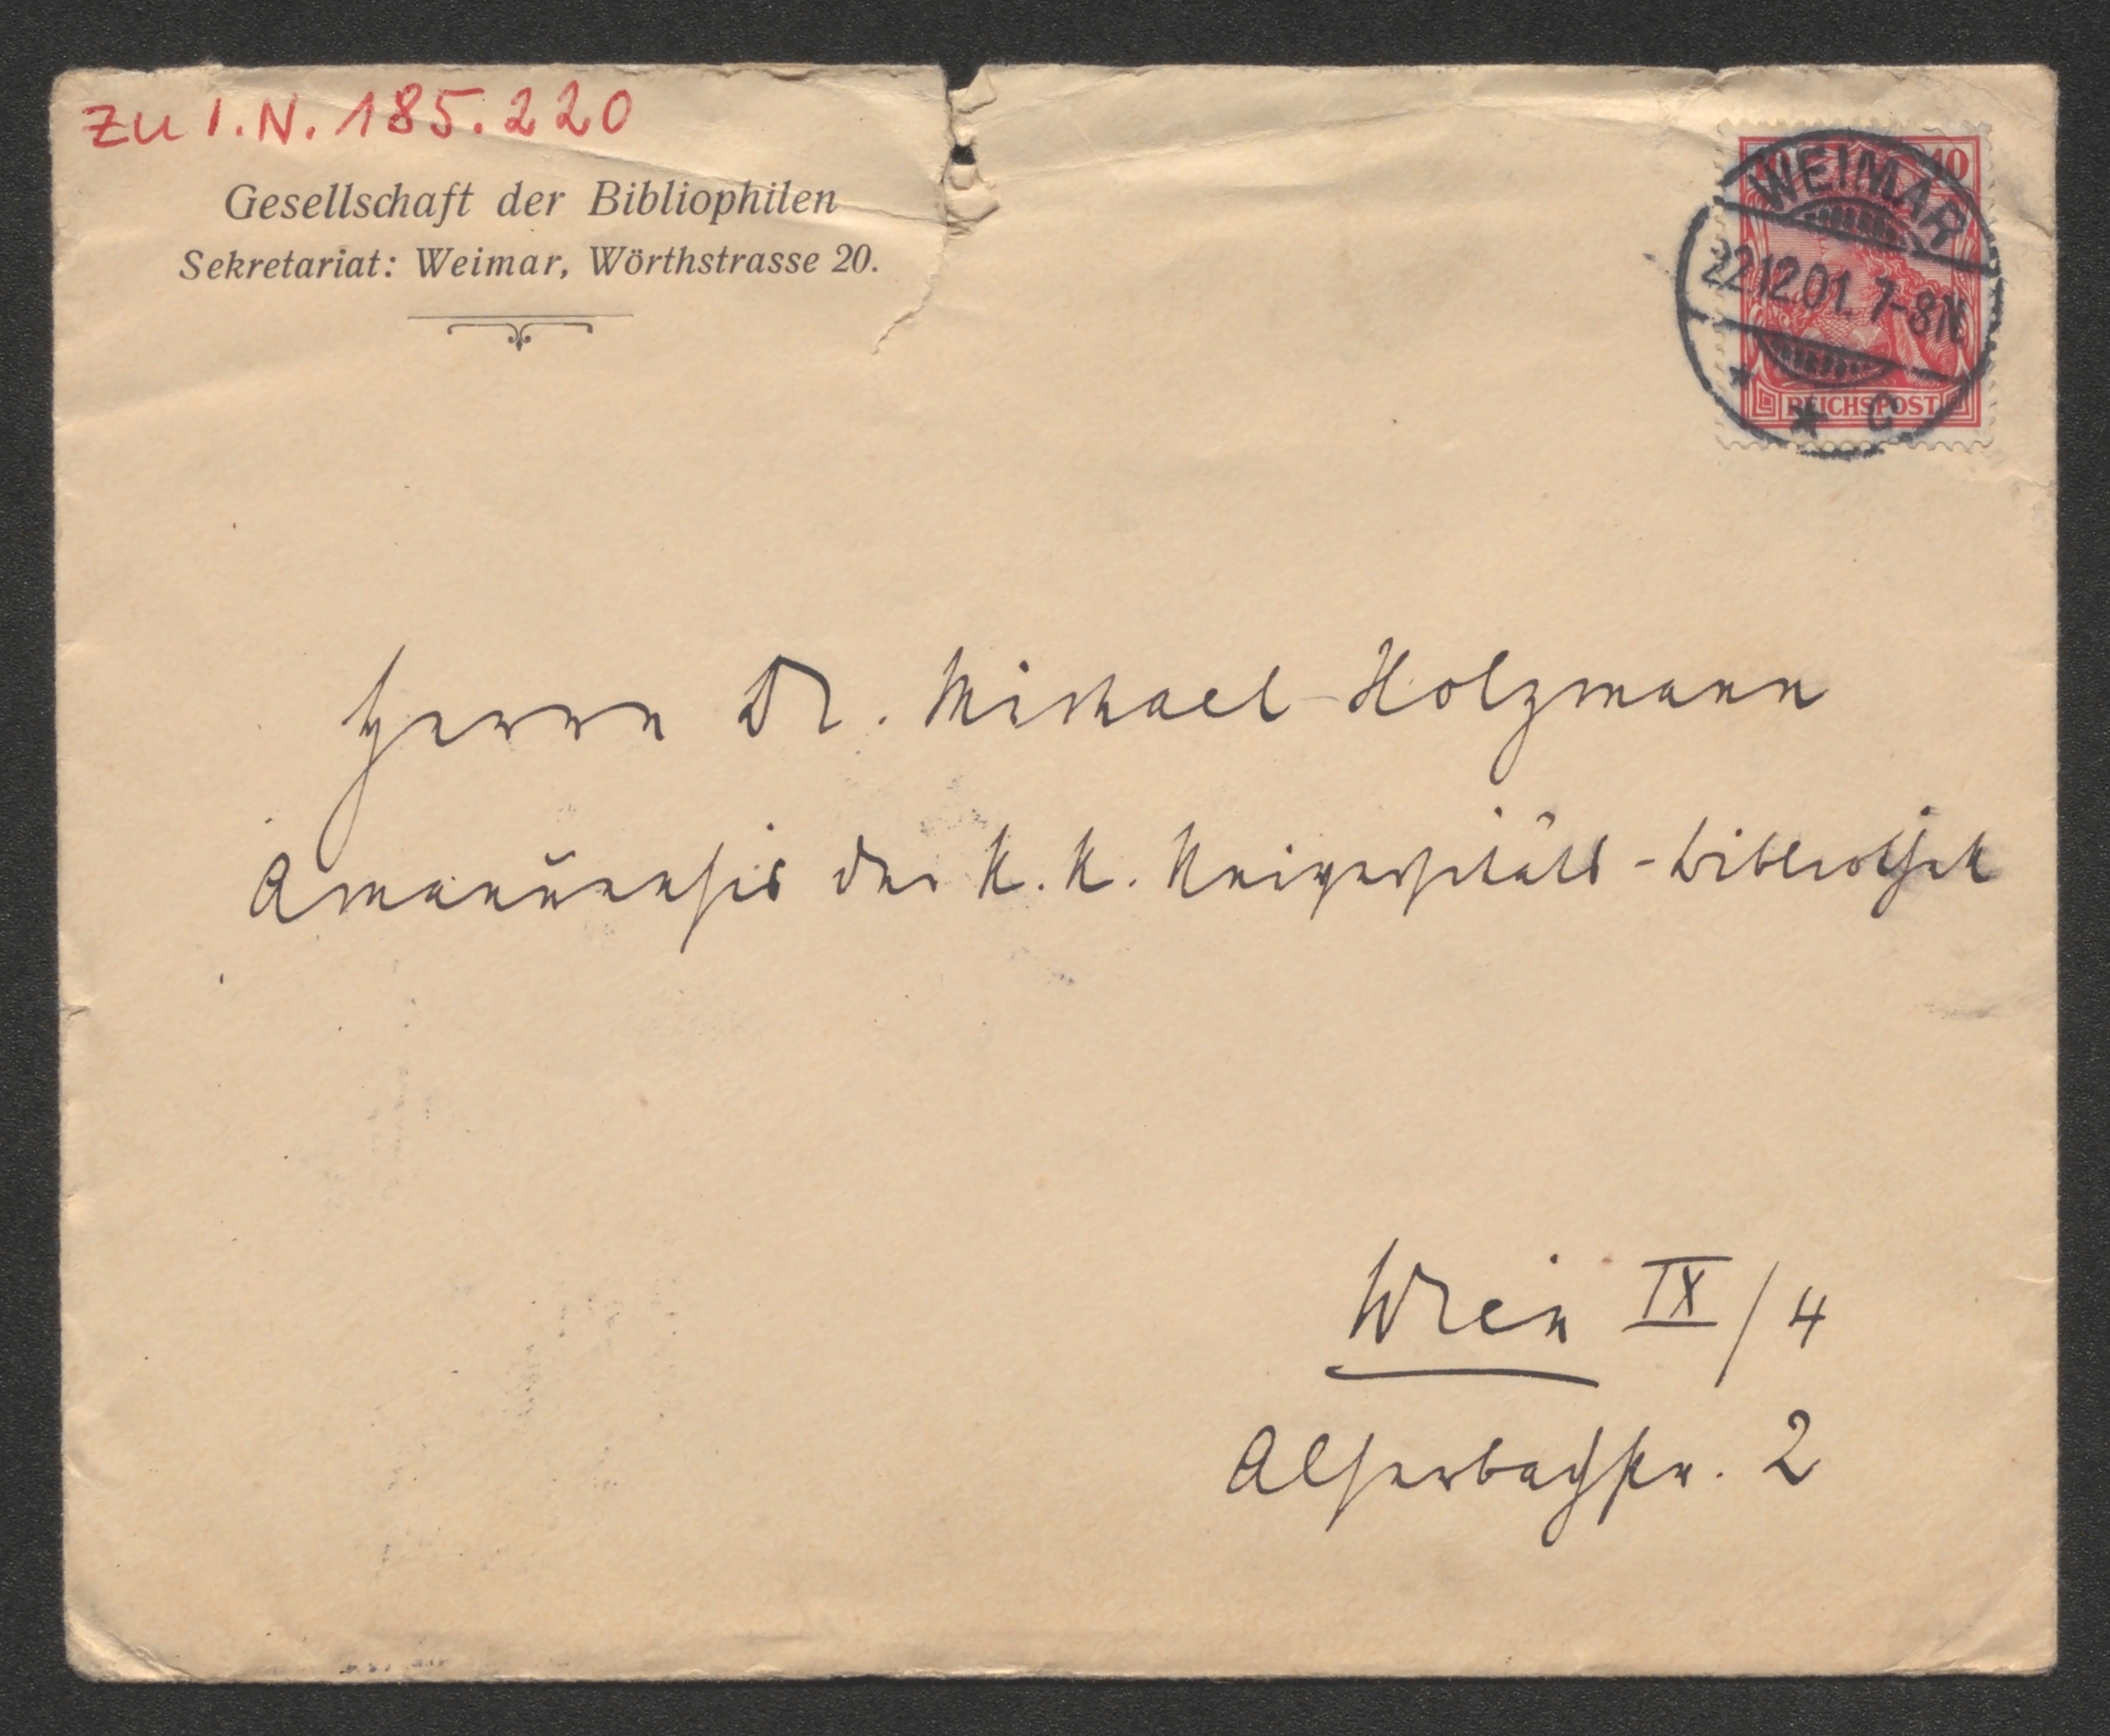 zu I.N. 185.220
Gesellschaft der Bibliophilen
Sekretariat: Weimar, Wörthstrasse 20.
10
WEIMAR
22.12.01. 7-8N.
* * C
REICHSPOST
Herrn Dr. Michael Holzmann
Amanuensis der K. K. Universitäts-Bibliothek
Wien IX/4
Alserbachstr. 2